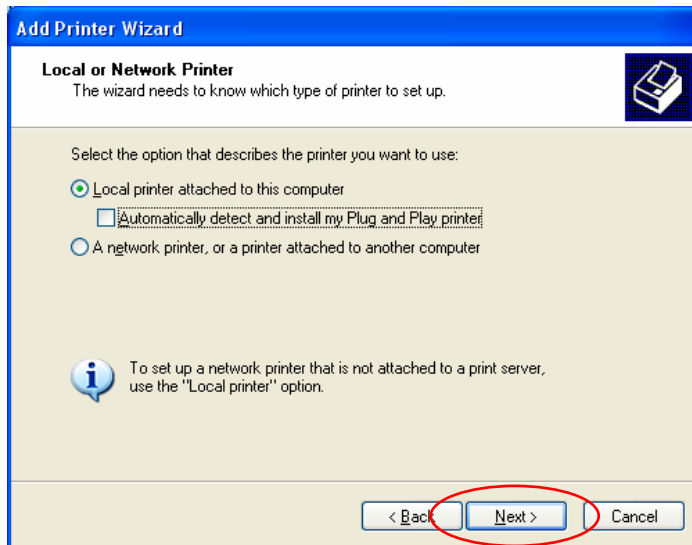 Add Printer Wizard
Local or Network Printer
The wizard needs to know which type of printer to set up.
Select the option that describes the printer you want to use:
Local printer attached to this computer
Automatically detect and install my Plug and Play printer
A network printer, or a printer attached to another computer
To set up a network printer that is not attached to a print server,
use the "Local printer" option.
< Back
Next >
Cancel